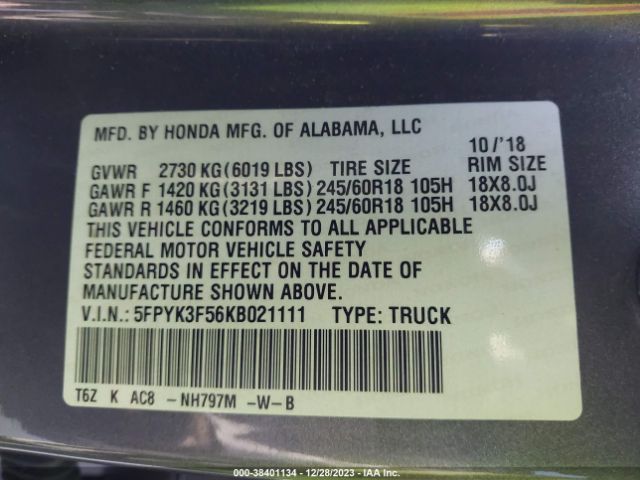 MFD. BY HONDA MFG. OF ALABAMA, LLC
10/'18
GVWR 2730 KG(6019 LBS) TIRE SIZE RIM SIZE
GAWR F 1420 KG(3131 LBS) 245/60R18 105H 18X8.0J
GAWR R 1460 KG(3219 LBS) 245/60R18 105H 18X8.0J
THIS VEHICLE CONFORMS TO ALL APPLICABLE
FEDERAL MOTOR VEHICLE SAFETY
STANDARDS IN EFFECT ON THE DATE OF
MANUFACTURE SHOWN ABOVE.
V.I.N.: 5FPYK3F56KB021111 TYPE: TRUCK
T6Z K AC8 -NH797M -W-B
000-38401134 - 12/28/2023 - IAA Inc.